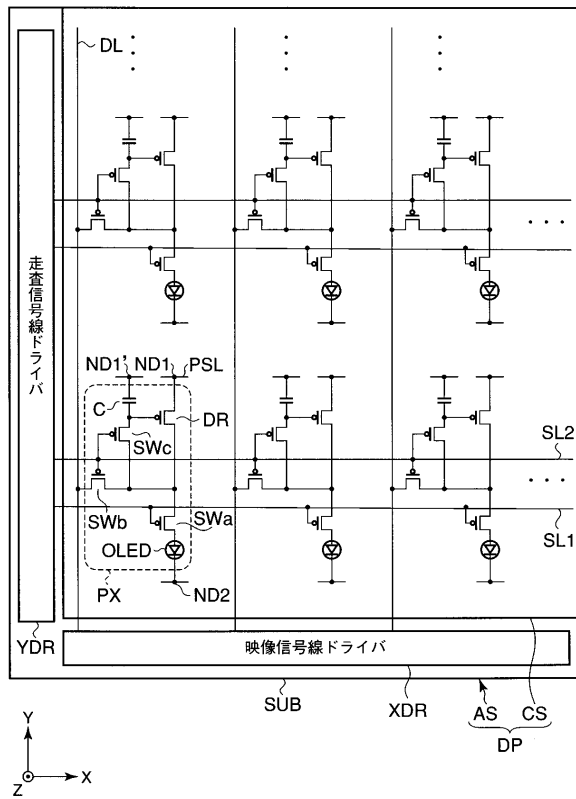 DL
走査信号線ドライバ
ND1' ND1 PSL
C
DR
SWc
SL2
SWb
SWa
SL1
OLED
PX
ND2
YDR
映像信号線ドライバ
SUB
XDR
AS
CS
DP
Y
Z
X